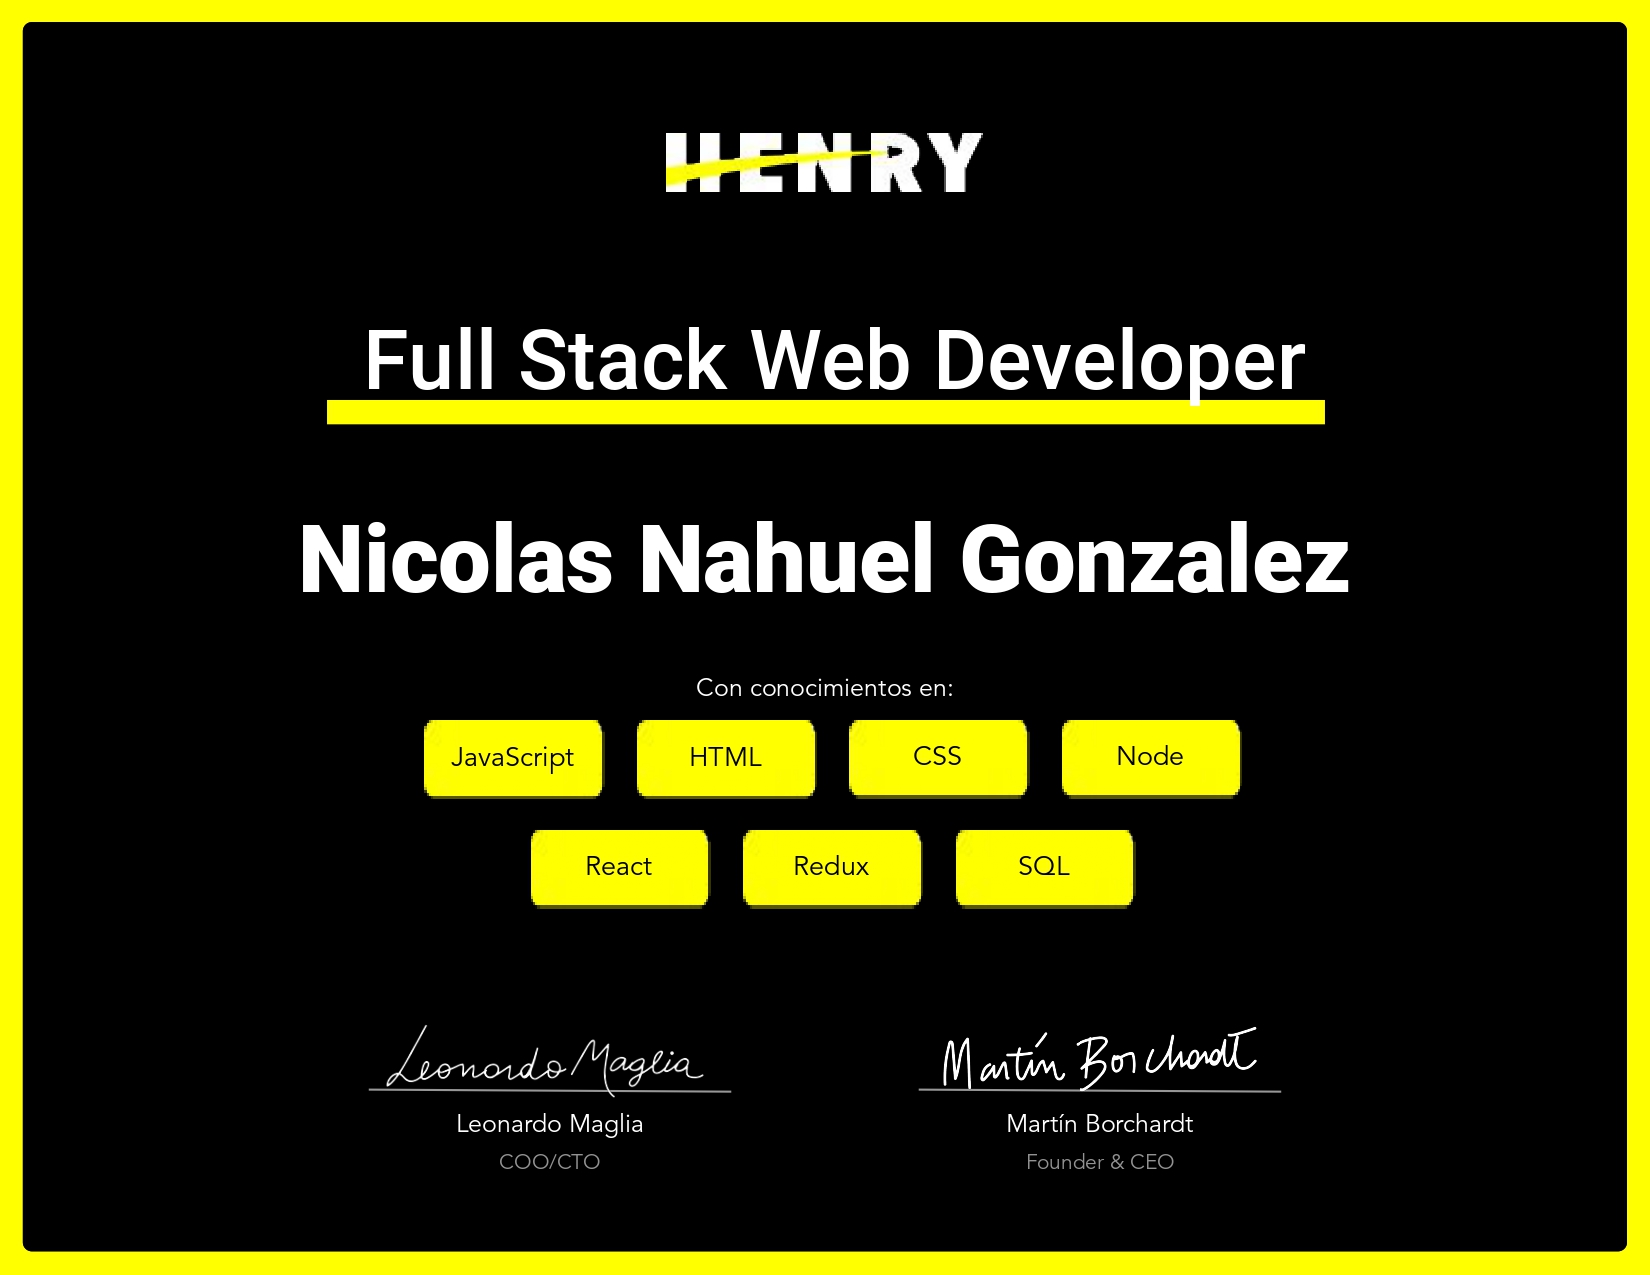 HENRY
Full Stack Web Developer
Nicolas Nahuel Gonzalez
Con conocimientos en:
JavaScript HTML CSS Node
React Redux SQL
Leonardo Maglia Martín Borchardt
Leonardo Maglia Martín Borchardt
COO/CTO Founder & CEO